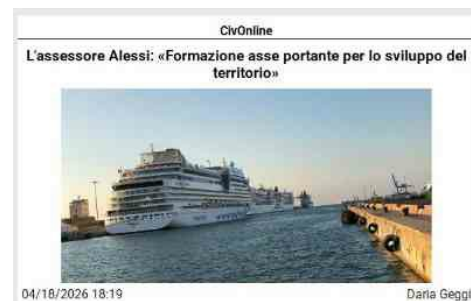 CivOnline
L'assessore Alessi: «Formazione asse portante per lo sviluppo del
territorio»
04/18/2026 18:19
Daria Geggi